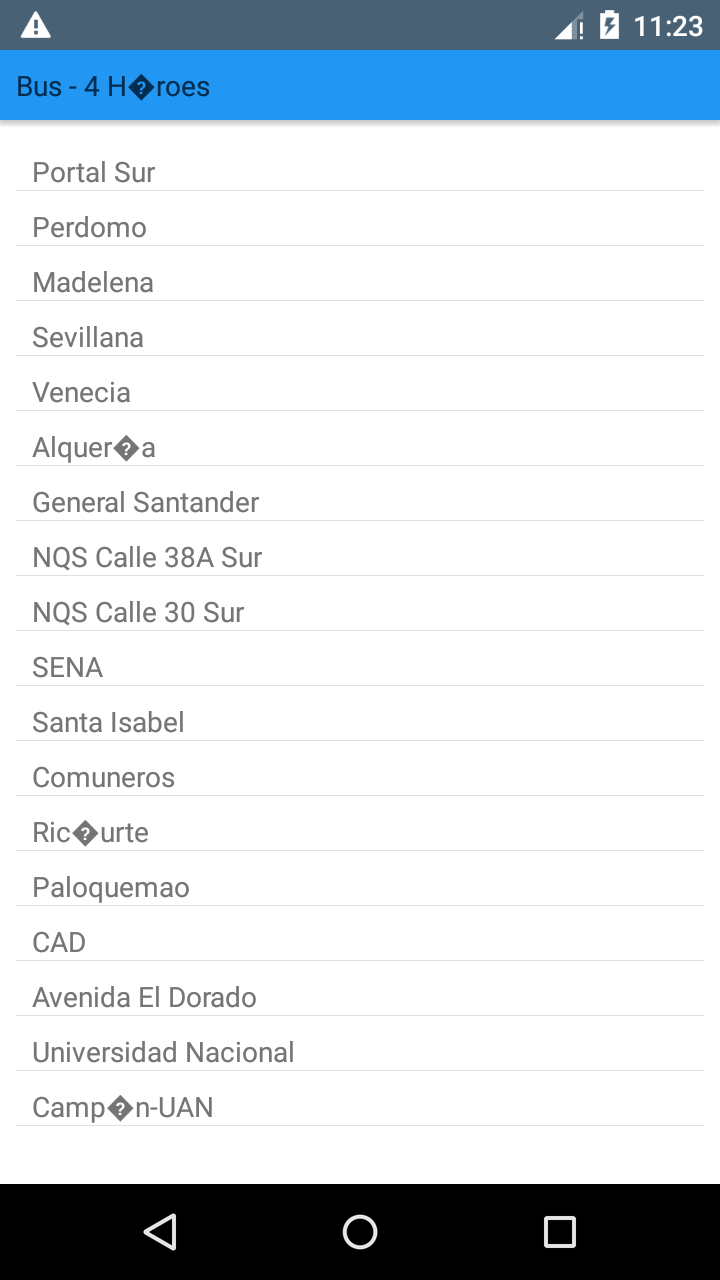 11:23
Bus - 4 H�roes
Portal Sur
Perdomo
Madelena
Sevillana
Venecia
Alquer�a
General Santander
NQS Calle 38A Sur
NQS Calle 30 Sur
SENA
Santa Isabel
Comuneros
Ric�urte
Paloquemao
CAD
Avenida El Dorado
Universidad Nacional
Camp�n-UAN